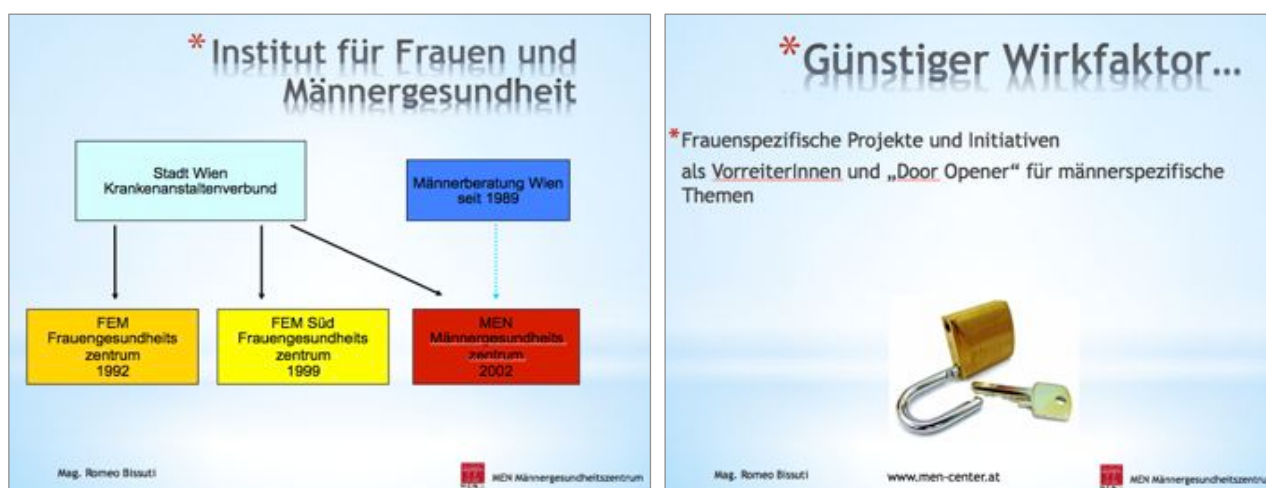 * Institut für Frauen und
Männergesundheit
Stadt Wien
Krankenanstaltenverbund
Männerberatung Wien
seit 1989
FEM
Frauengesundheits
zentrum
1992
FEM Süd
Frauengesundheits
zentrum
1999
MEN
Männergesundheits
zentrum
2002
Mag. Romeo Bissuti
MEN Männergesundheitszentrum
* Günstiger Wirkfaktor...
* Frauenspezifische Projekte und Initiativen
als VorreiterInnen und „Door Opener“ für männerspezifische
Themen
Mag. Romeo Bissuti
www.men-center.at
MEN Männergesundheitszentru